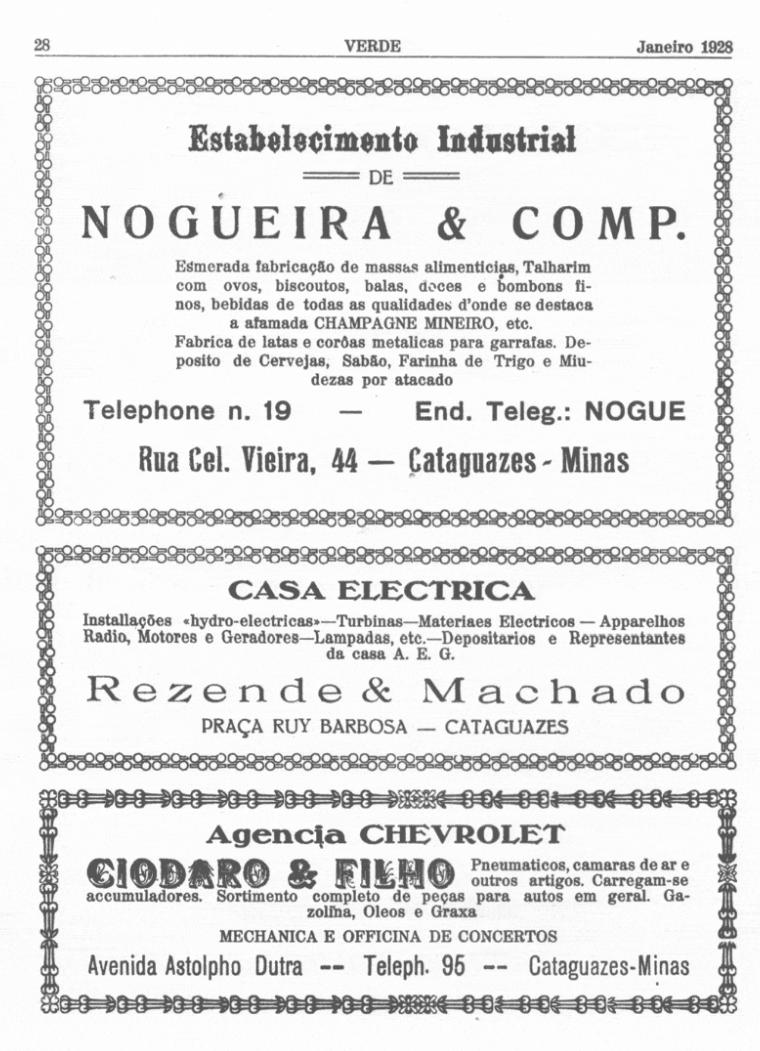 28 VERDE Janeiro 1928
Estabelecimento Industrial
DE
NOGUEIRA & COMP.
Esmerada fabricação de massas alimenticias, Talharim
com ovos, biscoutos, balas, doces e bombons fi-
nos, bebidas de todas as qualidades d'onde se destaca
a afamada CHAMPAGNE MINEIRO, etc.
Fabrica de latas e corôas metalicas para garrafas. De-
posito de Cervejas, Sabão, Farinha de Trigo e Miu-
dezas por atacado
Telephone n. 19 — End. Teleg.: NOGUE
Rua Cel. Vieira, 44 — Cataguazes - Minas
CASA ELECTRICA
Installações «hydro-electricas»—Turbinas—Materiaes Electricos — Apparelhos
Radio, Motores e Geradores—Lampadas, etc.—Depositarios e Representantes
da casa A. E. G.
Rezende & Machado
PRAÇA RUY BARBOSA — CATAGUAZES
Agencia CHEVROLET
CIODARO & FILHO Pneumaticos, camaras de ar e
outros artigos. Carregam-se
accumuladores. Sortimento completo de peças para autos em geral. Ga-
zolina, Oleos e Graxa
MECHANICA E OFFICINA DE CONCERTOS
Avenida Astolpho Dutra -- Teleph. 95 -- Cataguazes-Minas